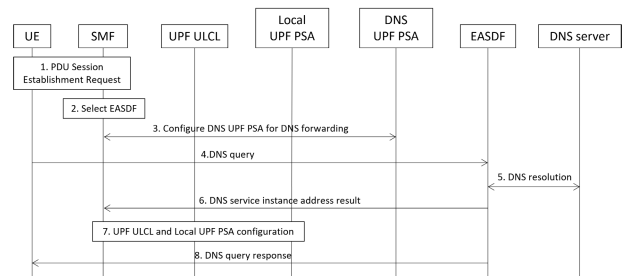 UE
SMF
UPF ULCL
Local
UPF PSA
DNS
UPF PSA
EASDF
DNS server
1. PDU Session
Establishment Request
2. Select EASDF
3. Configure DNS UPF PSA for DNS forwarding
4.DNS query
5. DNS resolution
6. DNS service instance address result
7. UPF ULCL and Local UPF PSA configuration
8. DNS query response